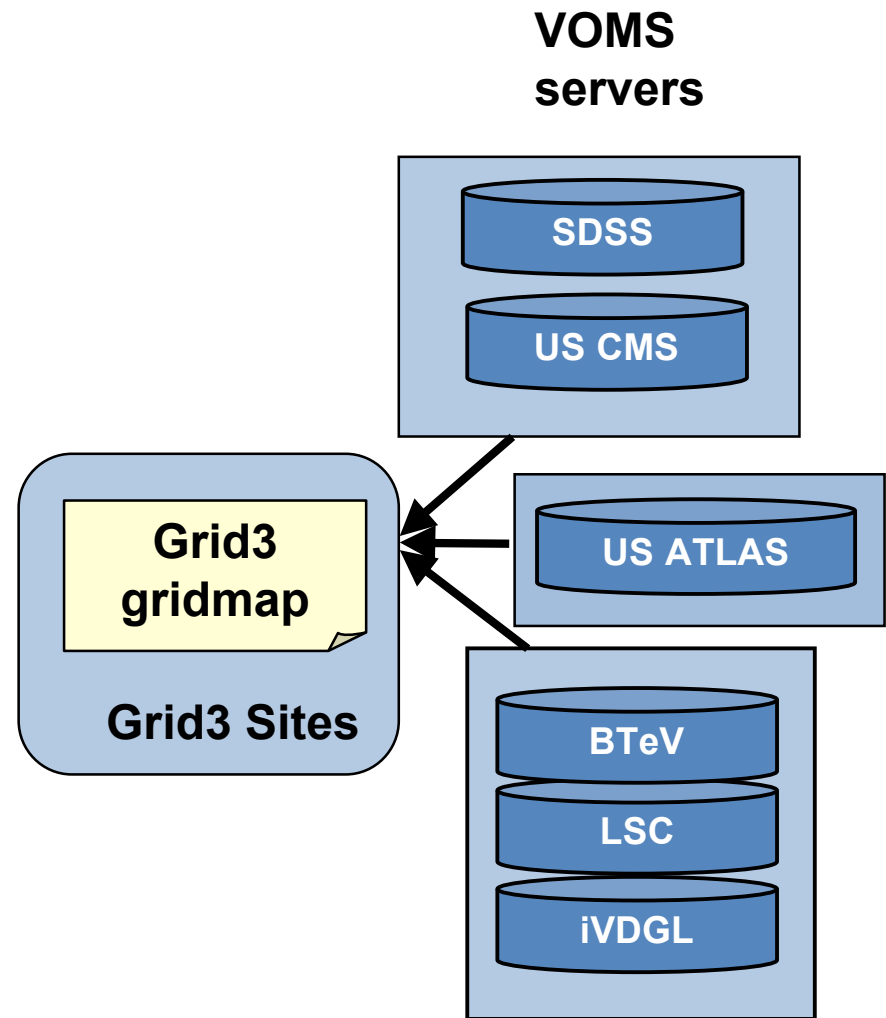 VOMS
servers
SDSS
US CMS
US ATLAS
Grid3
gridmap
Grid3 Sites
BTeV
LSC
iVDGL